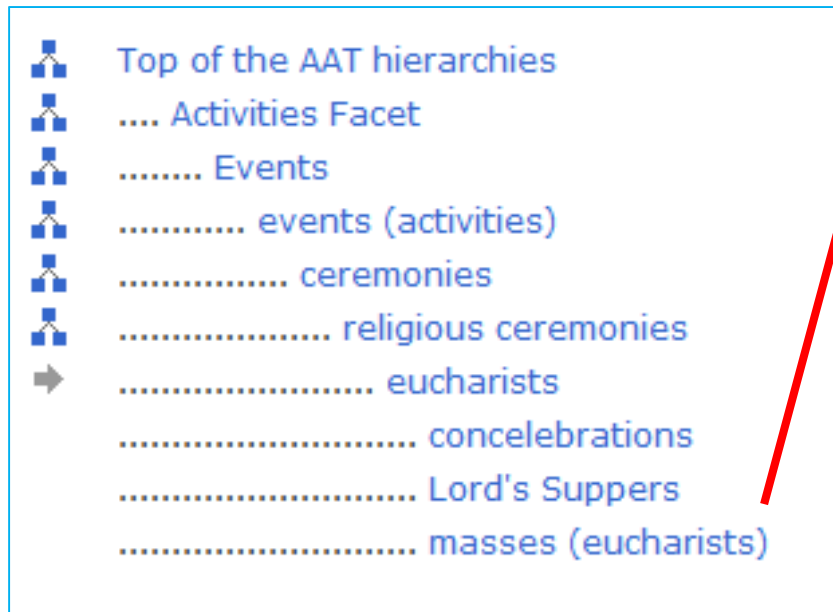 Top of the AAT hierarchies
.... Activities Facet
........ Events
............ events (activities)
................ ceremonies
.................... religious ceremonies
........................ eucharists
............................ concelebrations
............................ Lord's Suppers
............................ masses (eucharists)